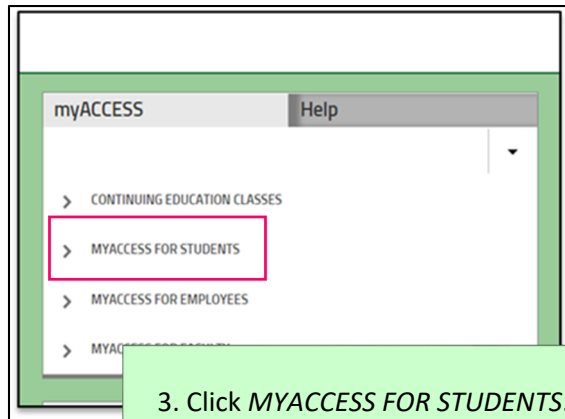 myACCESS Help
CONTINUING EDUCATION CLASSES
MYACCESS FOR STUDENTS
MYACCESS FOR EMPLOYEES
3. Click MYACCESS FOR STUDENTS.